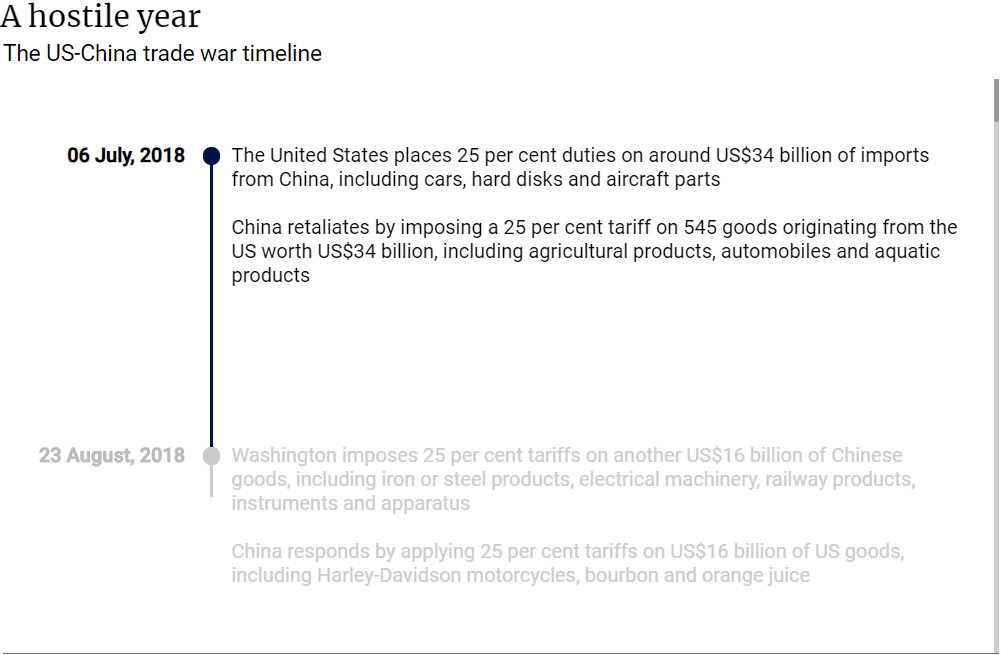 A hostile year
The US-China trade war timeline
06 July, 2018
The United States places 25 per cent duties on around US$34 billion of imports
from China, including cars, hard disks and aircraft parts
China retaliates by imposing a 25 per cent tariff on 545 goods originating from the
US worth US$34 billion, including agricultural products, automobiles and aquatic
products
23 August, 2018
Washington imposes 25 per cent tariffs on another US$16 billion of Chinese
goods, including iron or steel products, electrical machinery, railway products,
instruments and apparatus
China responds by applying 25 per cent tariffs on US$16 billion of US goods,
including Harley-Davidson motorcycles, bourbon and orange juice